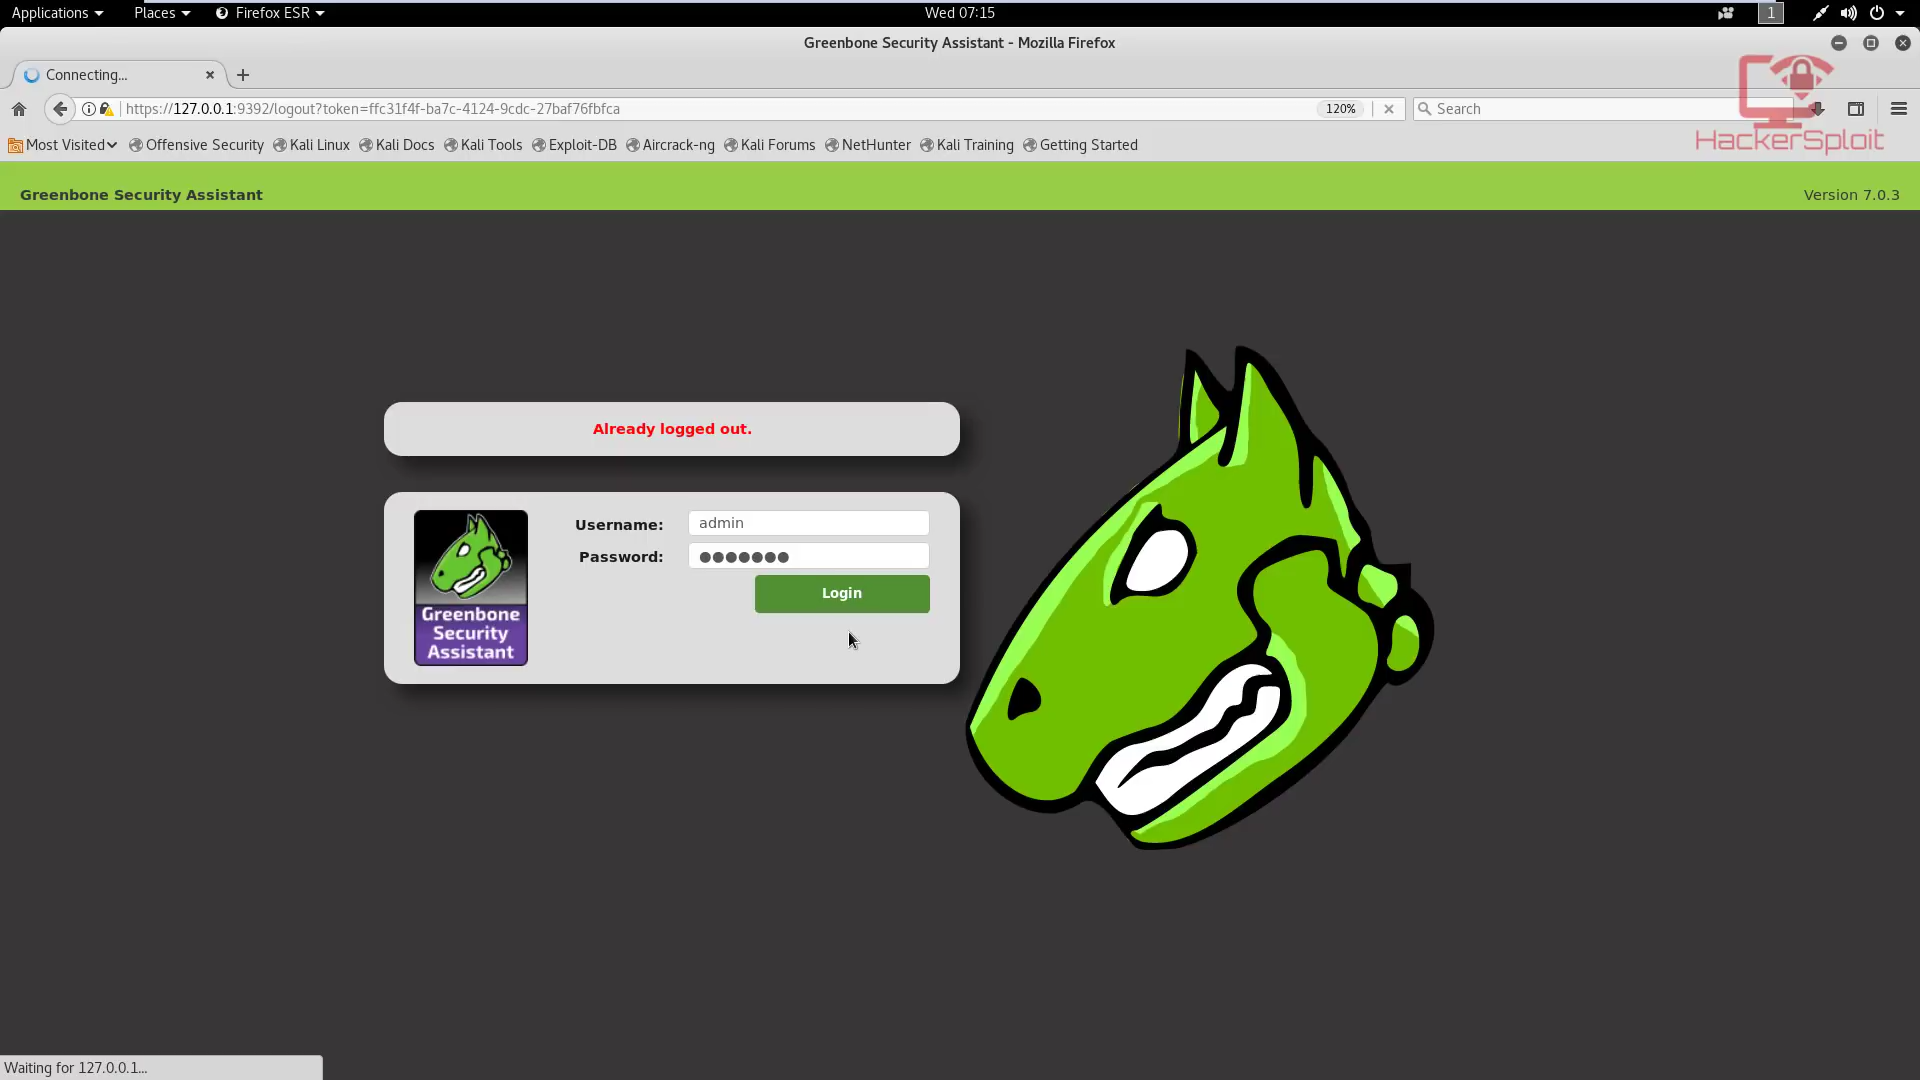 Applications Places Firefox ESR Wed 07:15 1
Greenbone Security Assistant - Mozilla Firefox
Connecting...
https://127.0.0.1:9392/logout?token=ffc31f4f-ba7c-4124-9cdc-27baf76fbfca 120% Search
HackerSploit
Most Visited Offensive Security Kali Linux Kali Docs Kali Tools Exploit-DB Aircrack-ng Kali Forums NetHunter Kali Training Getting Started
Greenbone Security Assistant Version 7.0.3
Already logged out.
Username: admin
Password: ●●●●●●●
Login
Greenbone
Security
Assistant
Waiting for 127.0.0.1...